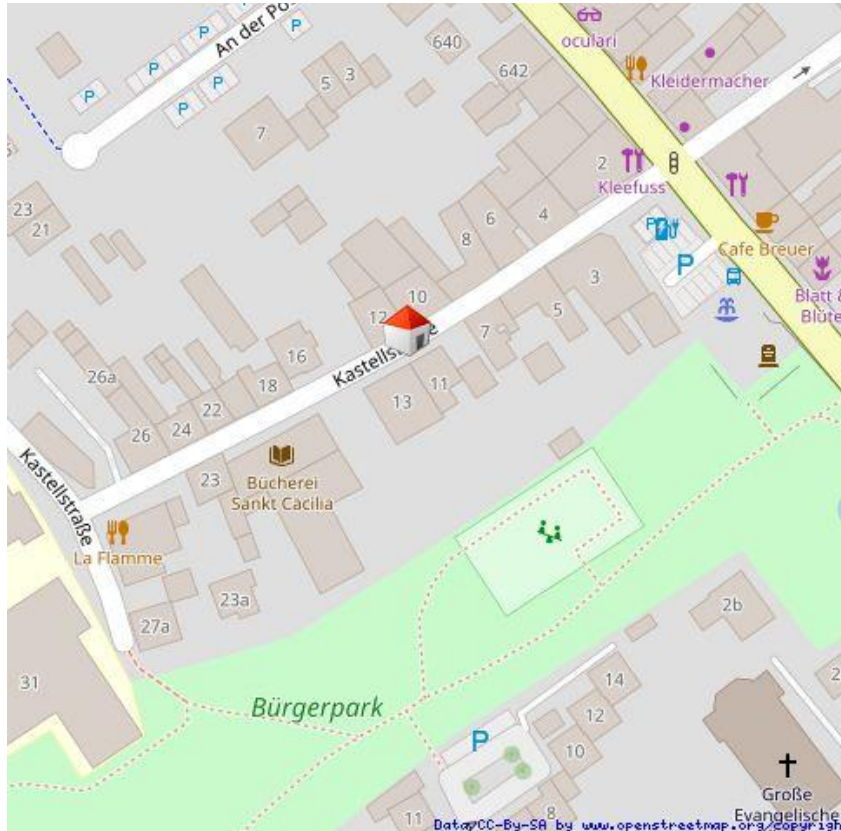 An der Po
P
P
P
P
P
P
640
oculari
642
Kleidermacher
5
3
7
2
Kleefuss
23
21
6
4
8
P
P
Cafe Breuer
3
Blatt &
Blüte
10
12
5
7
Kastells
e
16
11
26a
18
13
22
24
26
Kastellstraße
23
Bücherei
Sankt Cäcilia
La Flamme
23a
27a
2b
31
14
Bürgerpark
12
P
10
2
Große
Evangelische
11
8
Data CC-By-SA by www.openstreetmap.org/copyrigh